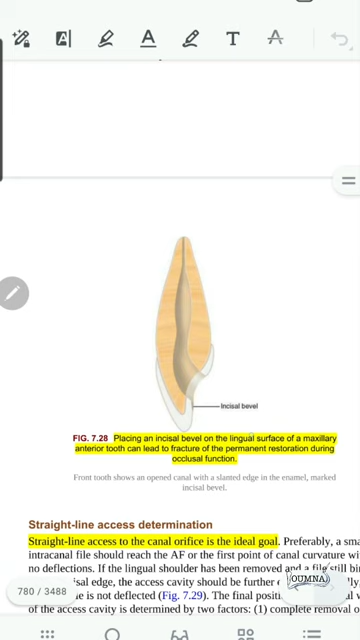 T
A
Incisal bevel
FIG. 7.28 Placing an incisal bevel on the lingual surface of a maxillary
anterior tooth can lead to fracture of the permanent restoration during
occlusal function.
Front tooth shows an opened canal with a slanted edge in the enamel, marked
incisal bevel.
Straight-line access determination
Straight-line access to the canal orifice is the ideal goal. Preferably, a sma
intracanal file should reach the AF or the first point of canal curvature wi
no deflections. If the lingual shoulder has been removed and a file still bi
isal edge, the access cavity should be further
780 / 3488
OUMNA
e is not deflected (Fig. 7.29). The final positi
of the access cavity is determined by two factors: (1) complete removal o